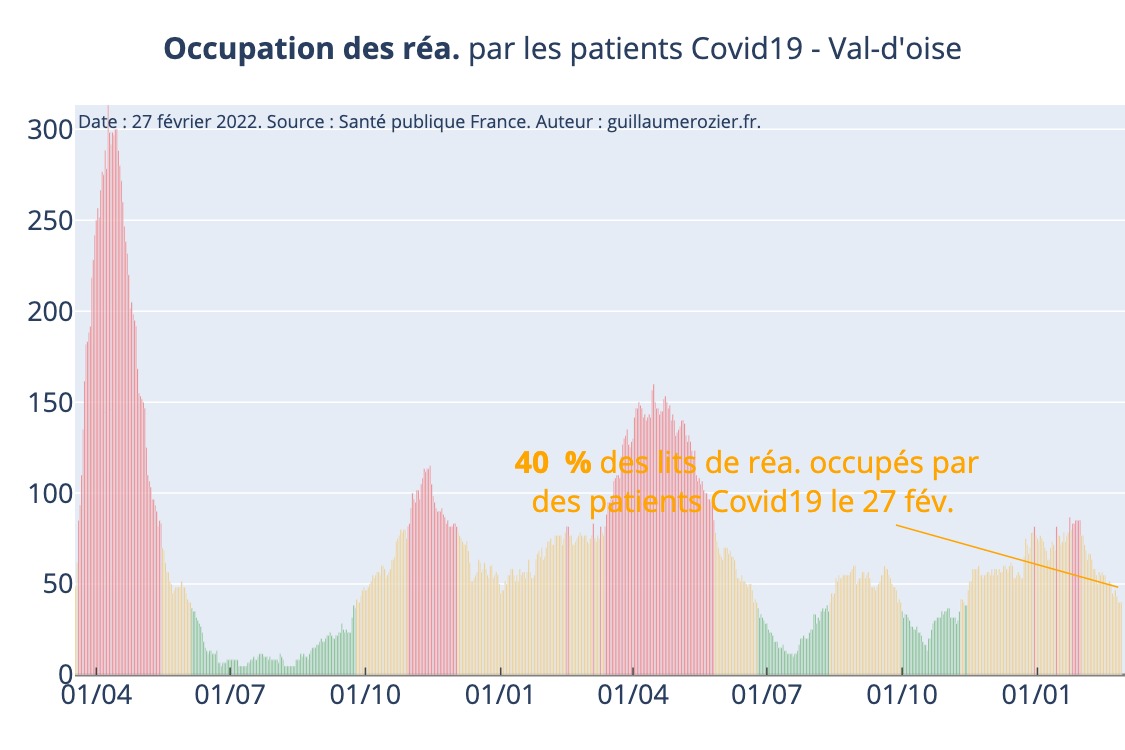 Occupation des réa. par les patients Covid19 - Val-d'oise
Date : 27 février 2022. Source : Santé publique France. Auteur : guillaumerozier.fr.
300
250
200
150
100
50
0
40 % des lits de réa. occupés par
des patients Covid19 le 27 fév.
01/04 01/07 01/10 01/01 01/04 01/07 01/10 01/01